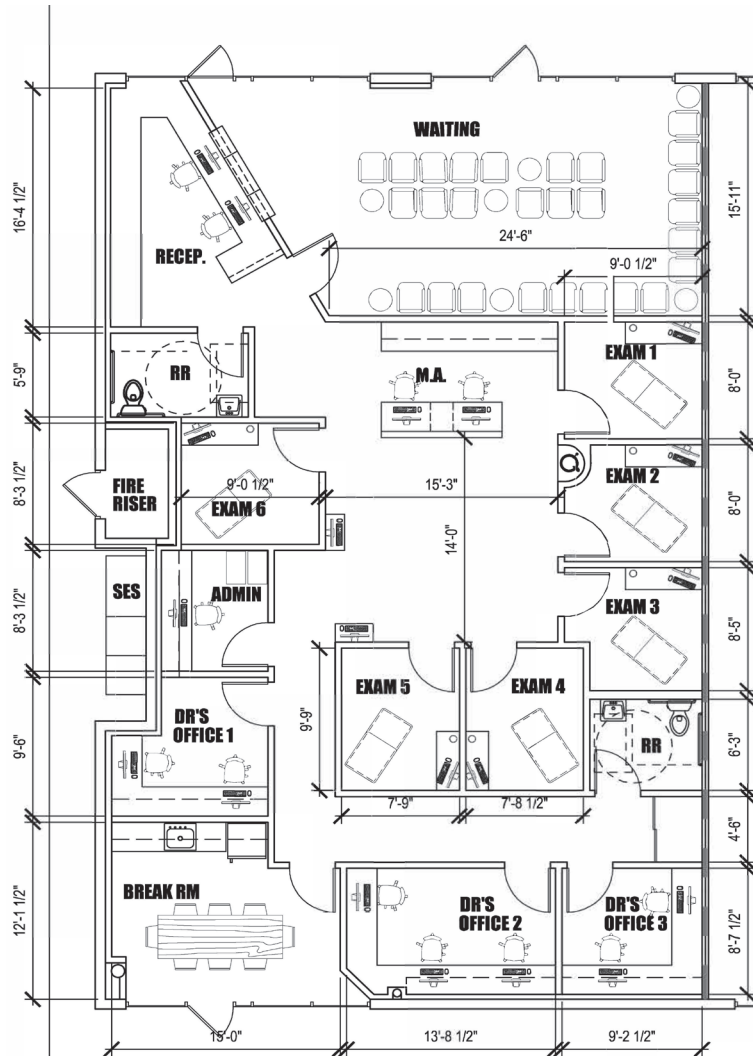 WAITING
16'-4 1/2"
15'-11"
24'-6"
RECEP.
9'-0 1/2"
5'-9"
RR
M.A.
EXAM 1
8'-0"
8'-3 1/2"
FIRE
RISER
9'-0 1/2"
EXAM 6
15'-3"
14'-0"
EXAM 2
8'-0"
8'-3 1/2"
SES
ADMIN
EXAM 3
8'-5"
9'-6"
DR'S
OFFICE 1
9'-9"
EXAM 5
EXAM 4
RR
6'-3"
7'-9"
7'-8 1/2"
4'-6"
12'-1 1/2"
BREAK RM
DR'S
OFFICE 2
DR'S
OFFICE 3
8'-7 1/2"
15'-0"
13'-8 1/2"
9'-2 1/2"